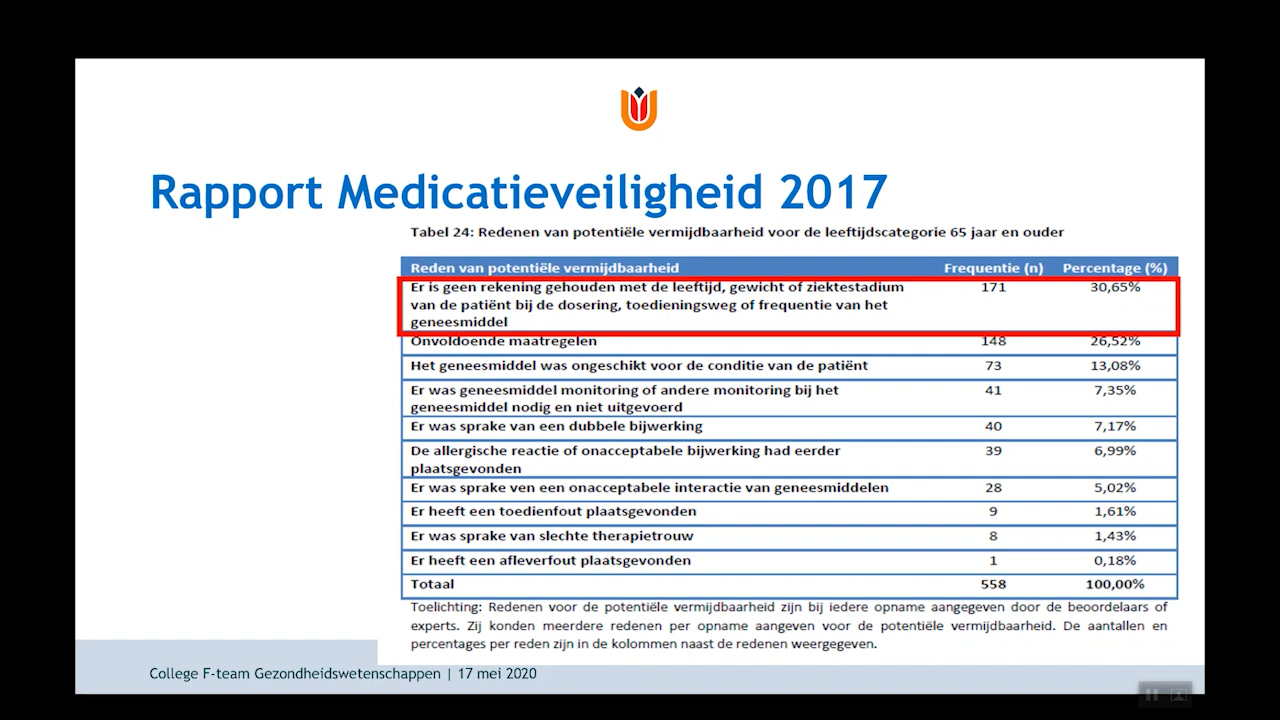 Rapport Medicatieveiligheid 2017
Tabel 24: Redenen van potentiële vermijdbaarheid voor de leeftijdscategorie 65 jaar en ouder
Reden van potentiële vermijdbaarheid Frequentie (n) Percentage (%)
Er is geen rekening gehouden met de leeftijd, gewicht of ziektestadium 171 30,65%
van de patiënt bij de dosering, toedieningsweg of frequentie van het
geneesmiddel
Onvoldoende maatregelen 148 26,52%
Het geneesmiddel was ongeschikt voor de conditie van de patiënt 73 13,08%
Er was geneesmiddel monitoring of andere monitoring bij het 41 7,35%
geneesmiddel nodig en niet uitgevoerd
Er was sprake van een dubbele bijwerking 40 7,17%
De allergische reactie of onacceptabele bijwerking had eerder 39 6,99%
plaatsgevonden
Er was sprake ven een onacceptabele interactie van geneesmiddelen 28 5,02%
Er heeft een toedienfout plaatsgevonden 9 1,61%
Er was sprake van slechte therapietrouw 8 1,43%
Er heeft een afleverfout plaatsgevonden 1 0,18%
Totaal 558 100,00%
Toelichting: Redenen voor de potentiële vermijdbaarheid zijn bij iedere opname aangegeven door de beoordelaars of
experts. Zij konden meerdere redenen per opname aangeven voor de potentiële vermijdbaarheid. De aantallen en
percentages per reden zijn in de kolommen naast de redenen weergegeven.
College F-team Gezondheidswetenschappen | 17 mei 2020